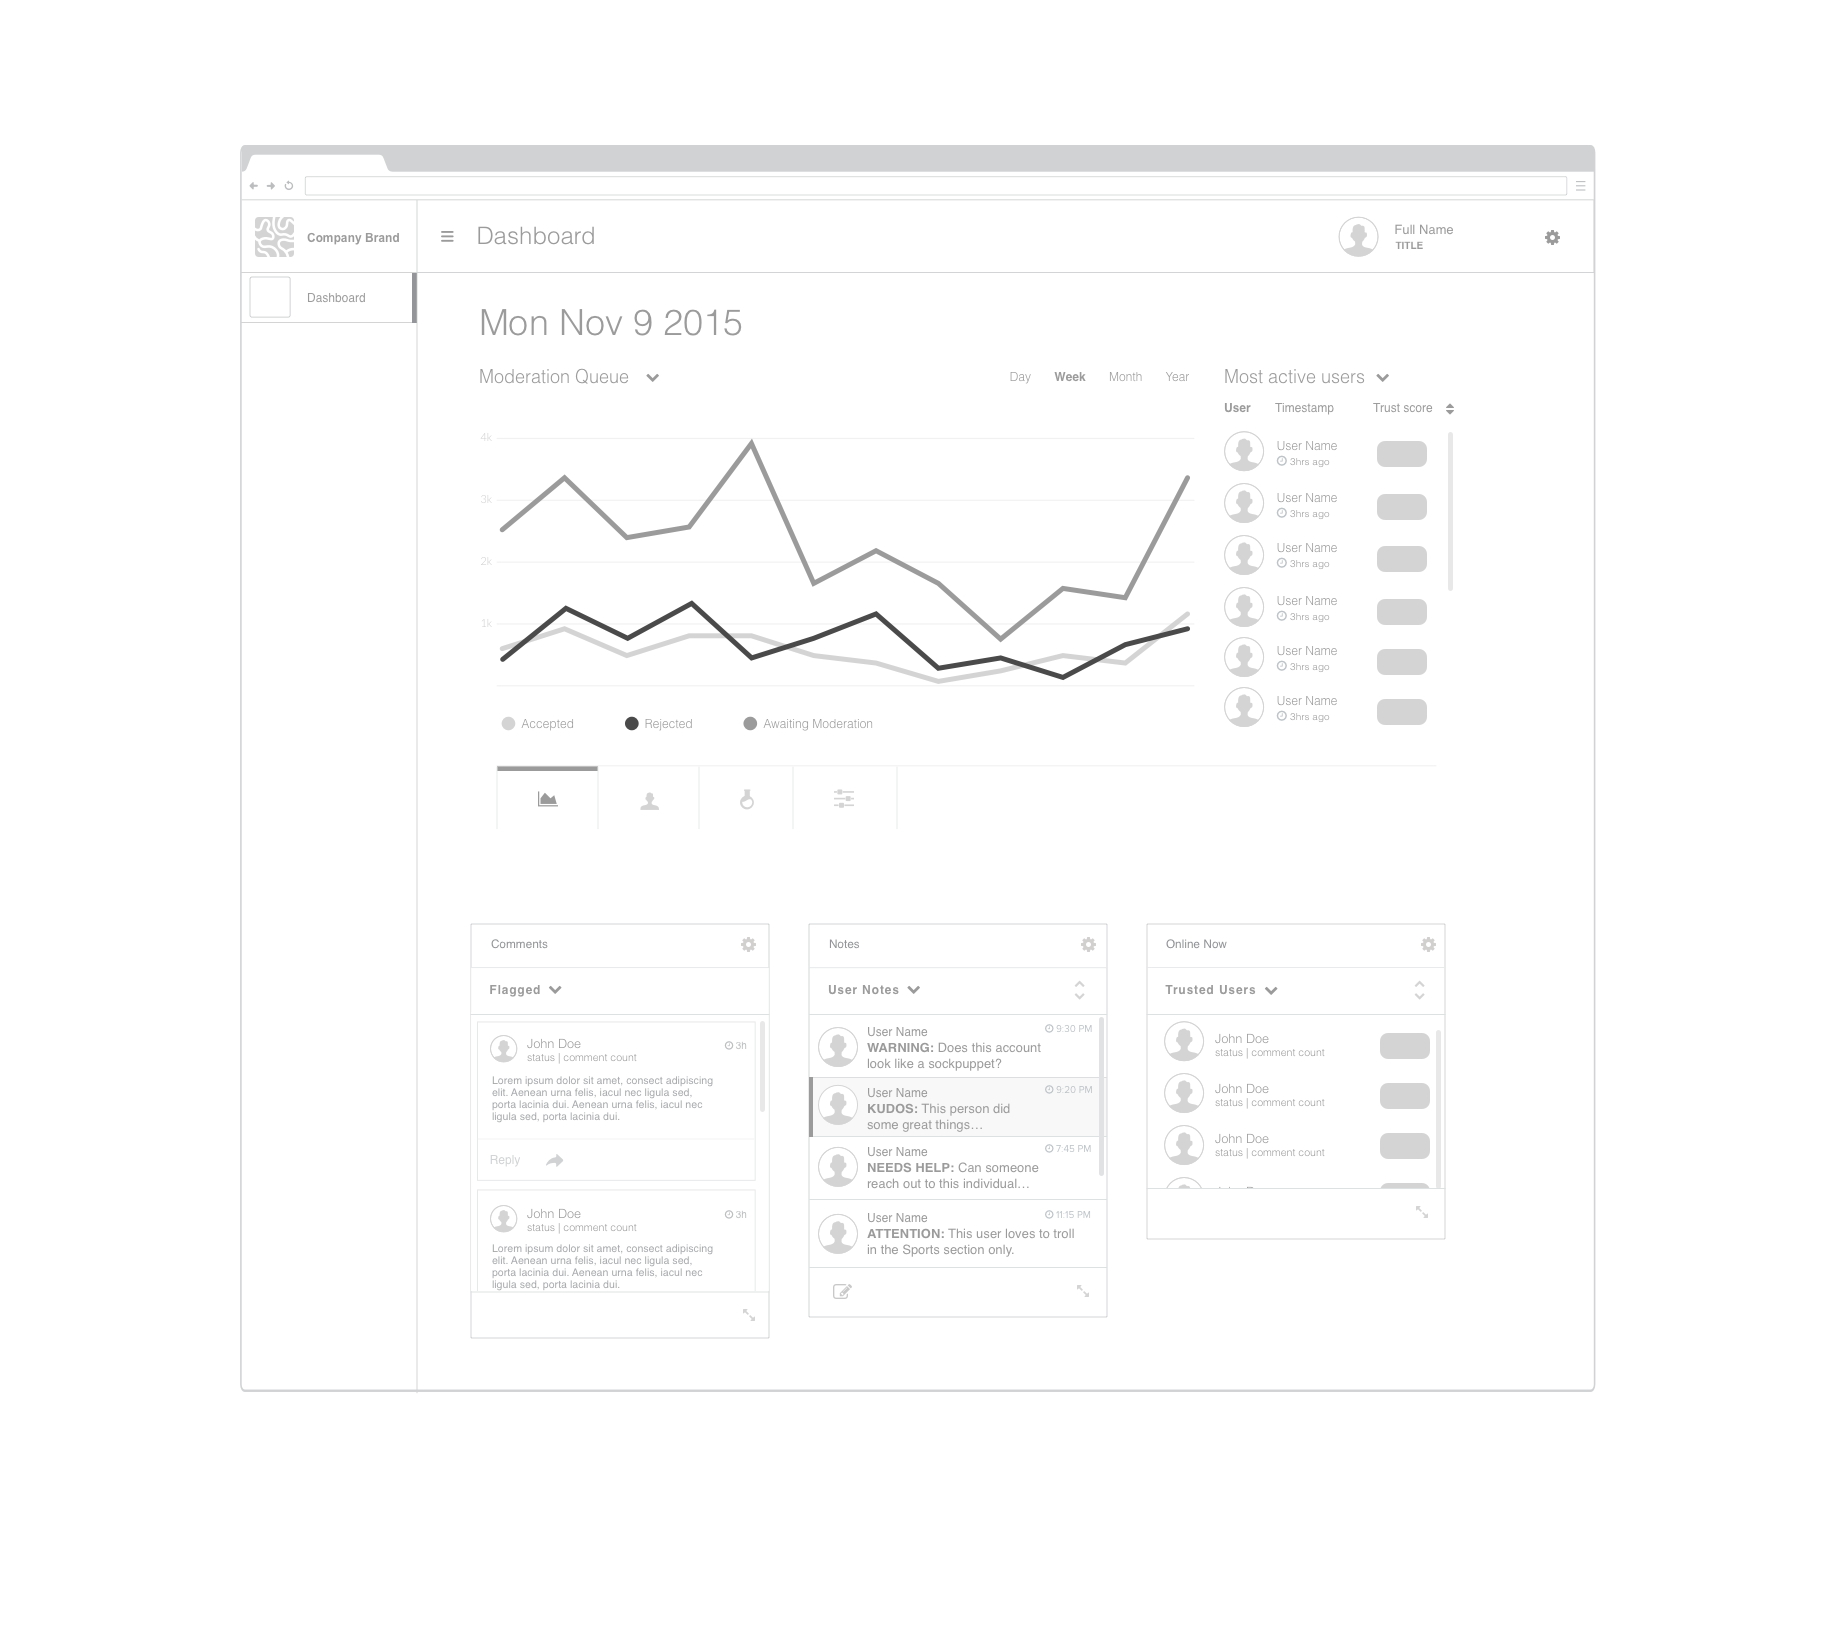 Company Brand
Dashboard
Full Name
TITLE
Dashboard
Mon Nov 9 2015
Moderation Queue
Day Week Month Year
4k
3k
2k
1k
Accepted Rejected Awaiting Moderation
Most active users
User Timestamp Trust score
User Name
3hrs ago
User Name
3hrs ago
User Name
3hrs ago
User Name
3hrs ago
User Name
3hrs ago
User Name
3hrs ago
Comments
Flagged
John Doe
3h
status | comment count
Lorem ipsum dolor sit amet, consect adipiscing
elit. Aenean urna felis, iacul nec ligula sed,
porta lacinia dui. Aenean urna felis, iacul nec
ligula sed, porta lacinia dui.
Reply
John Doe
3h
status | comment count
Lorem ipsum dolor sit amet, consect adipiscing
elit. Aenean urna felis, iacul nec ligula sed,
porta lacinia dui. Aenean urna felis, iacul nec
ligula sed, porta lacinia dui.
Notes
User Notes
User Name
9:30 PM
WARNING: Does this account
look like a sockpuppet?
User Name
9:20 PM
KUDOS: This person did
some great things...
User Name
7:45 PM
NEEDS HELP: Can someone
reach out to this individual...
User Name
11:15 PM
ATTENTION: This user loves to troll
in the Sports section only.
Online Now
Trusted Users
John Doe
status | comment count
John Doe
status | comment count
John Doe
status | comment count